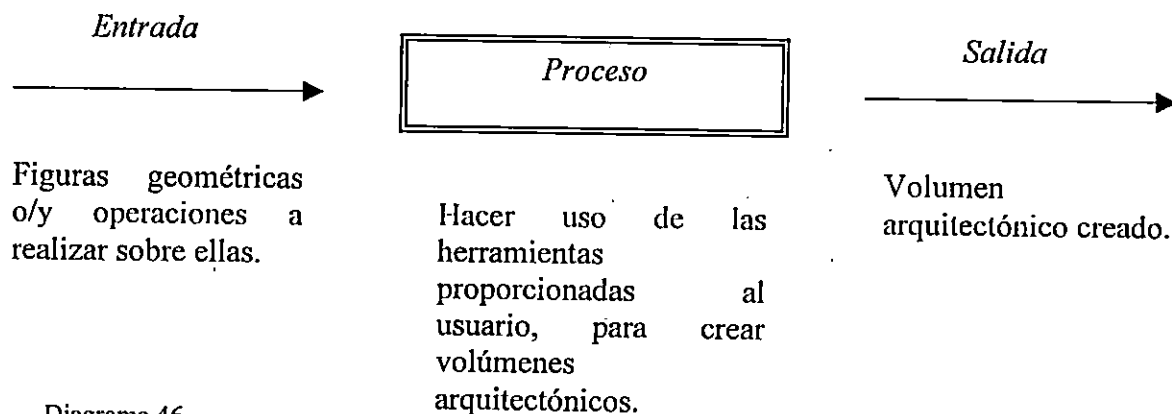 Entrada
Proceso
Salida
Figuras geométricas
o/y operaciones a
realizar sobre ellas.
Hacer uso de las
herramientas
proporcionadas al
usuario, para crear
volúmenes
arquitectónicos.
Volumen
arquitectónico creado.
Diagrama 46